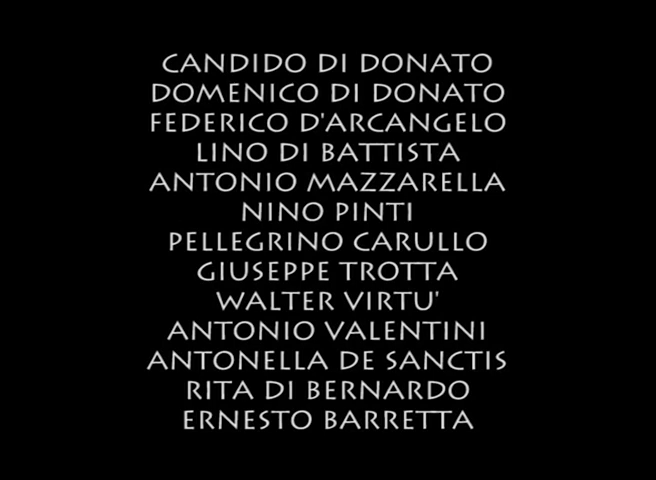 CANDIDO DI DONATO
DOMENICO DI DONATO
FEDERICO D'ARCANGELO
LINO DI BATTISTA
ANTONIO MAZZARELLA
NINO PINTI
PELLEGRINO CARULLO
GIUSEPPE TROTTA
WALTER VIRTU'
ANTONIO VALENTINI
ANTONELLA DE SANCTIS
RITA DI BERNARDO
ERNESTO BARRETTA